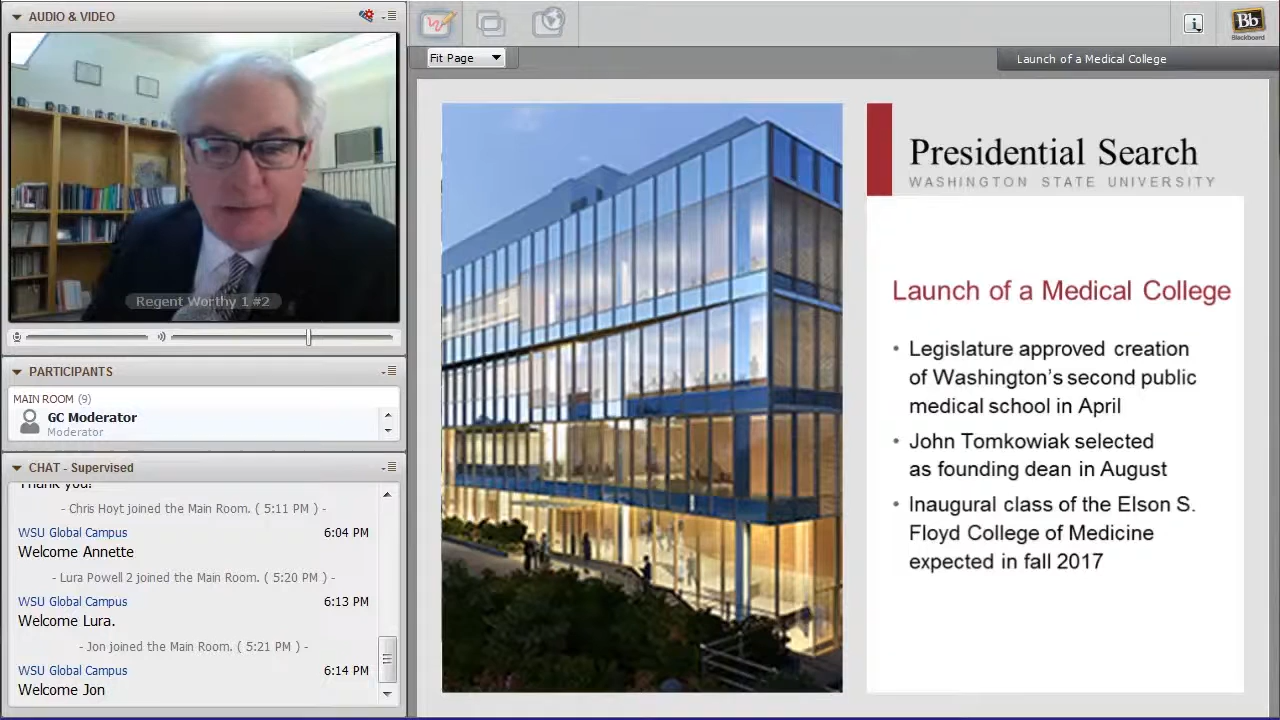 AUDIO & VIDEO
Regent Worthy 1 #2
PARTICIPANTS
MAIN ROOM (9)
GC Moderator
Moderator
CHAT - Supervised
Thank you!
- Chris Hoyt joined the Main Room. ( 5:11 PM ) -
WSU Global Campus 6:04 PM
Welcome Annette
- Lura Powell 2 joined the Main Room. ( 5:20 PM ) -
WSU Global Campus 6:13 PM
Welcome Lura.
- Jon joined the Main Room. ( 5:21 PM ) -
WSU Global Campus 6:14 PM
Welcome Jon
Bb
Blackboard
Fit Page
Launch of a Medical College
Presidential Search
WASHINGTON STATE UNIVERSITY
Launch of a Medical College
• Legislature approved creation
of Washington's second public
medical school in April
• John Tomkowiak selected
as founding dean in August
• Inaugural class of the Elson S.
Floyd College of Medicine
expected in fall 2017